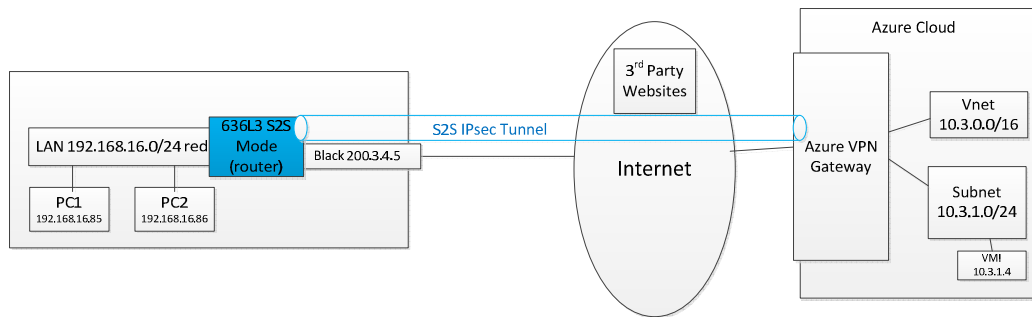 Azure Cloud
3rd Party
Websites
636L3 S2S
Mode
(router)
S2S IPsec Tunnel
LAN 192.168.16.0/24 red
Black 200.3.4.5
Internet
Azure VPN
Gateway
Vnet
10.3.0.0/16
Subnet
10.3.1.0/24
PC1
192.168.16.85
PC2
192.168.16.86
VMI
10.3.1.4